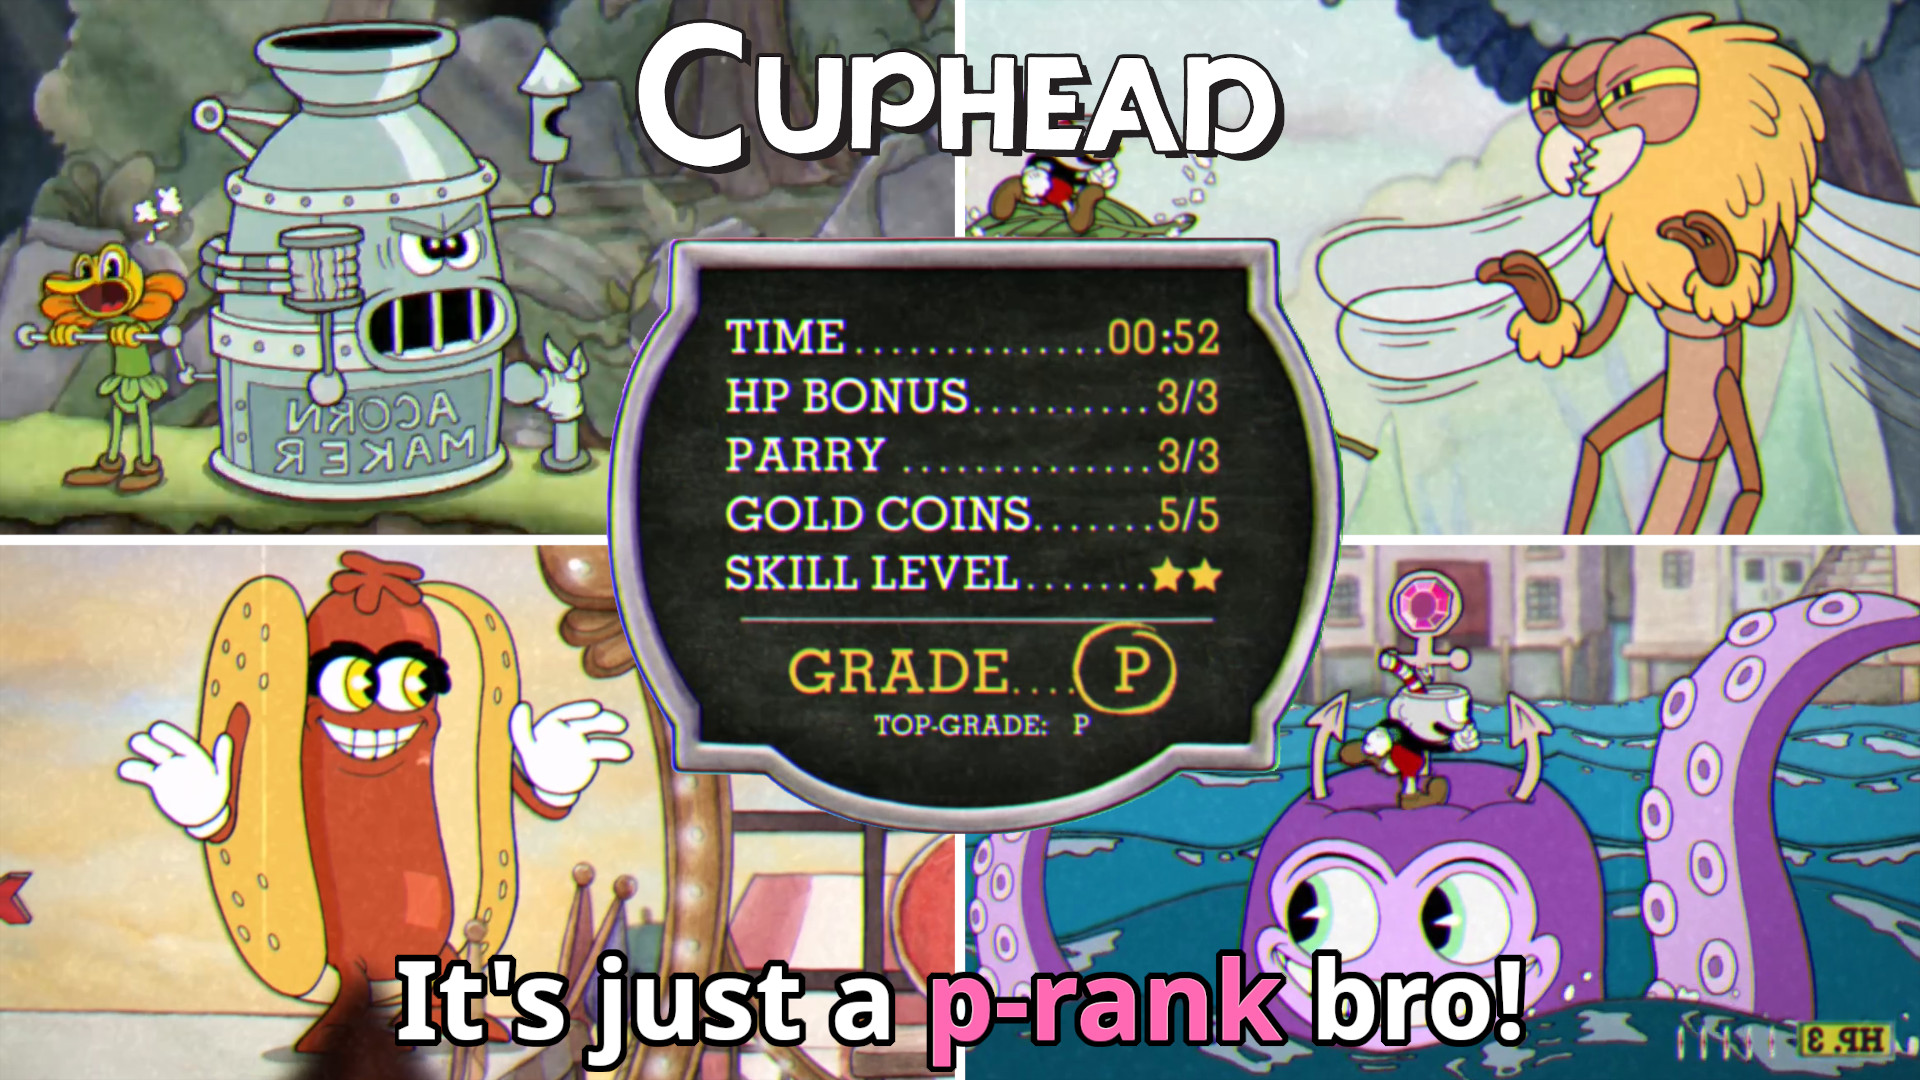 CUPHEAD
ACORN
MAKER
TIME..............00:52
HP BONUS..........3/3
PARRY ..............3/3
GOLD COINS.......5/5
SKILL LEVEL.......★★
GRADE....P
TOP-GRADE: P
It's just a p-rank bro!
HP. 3